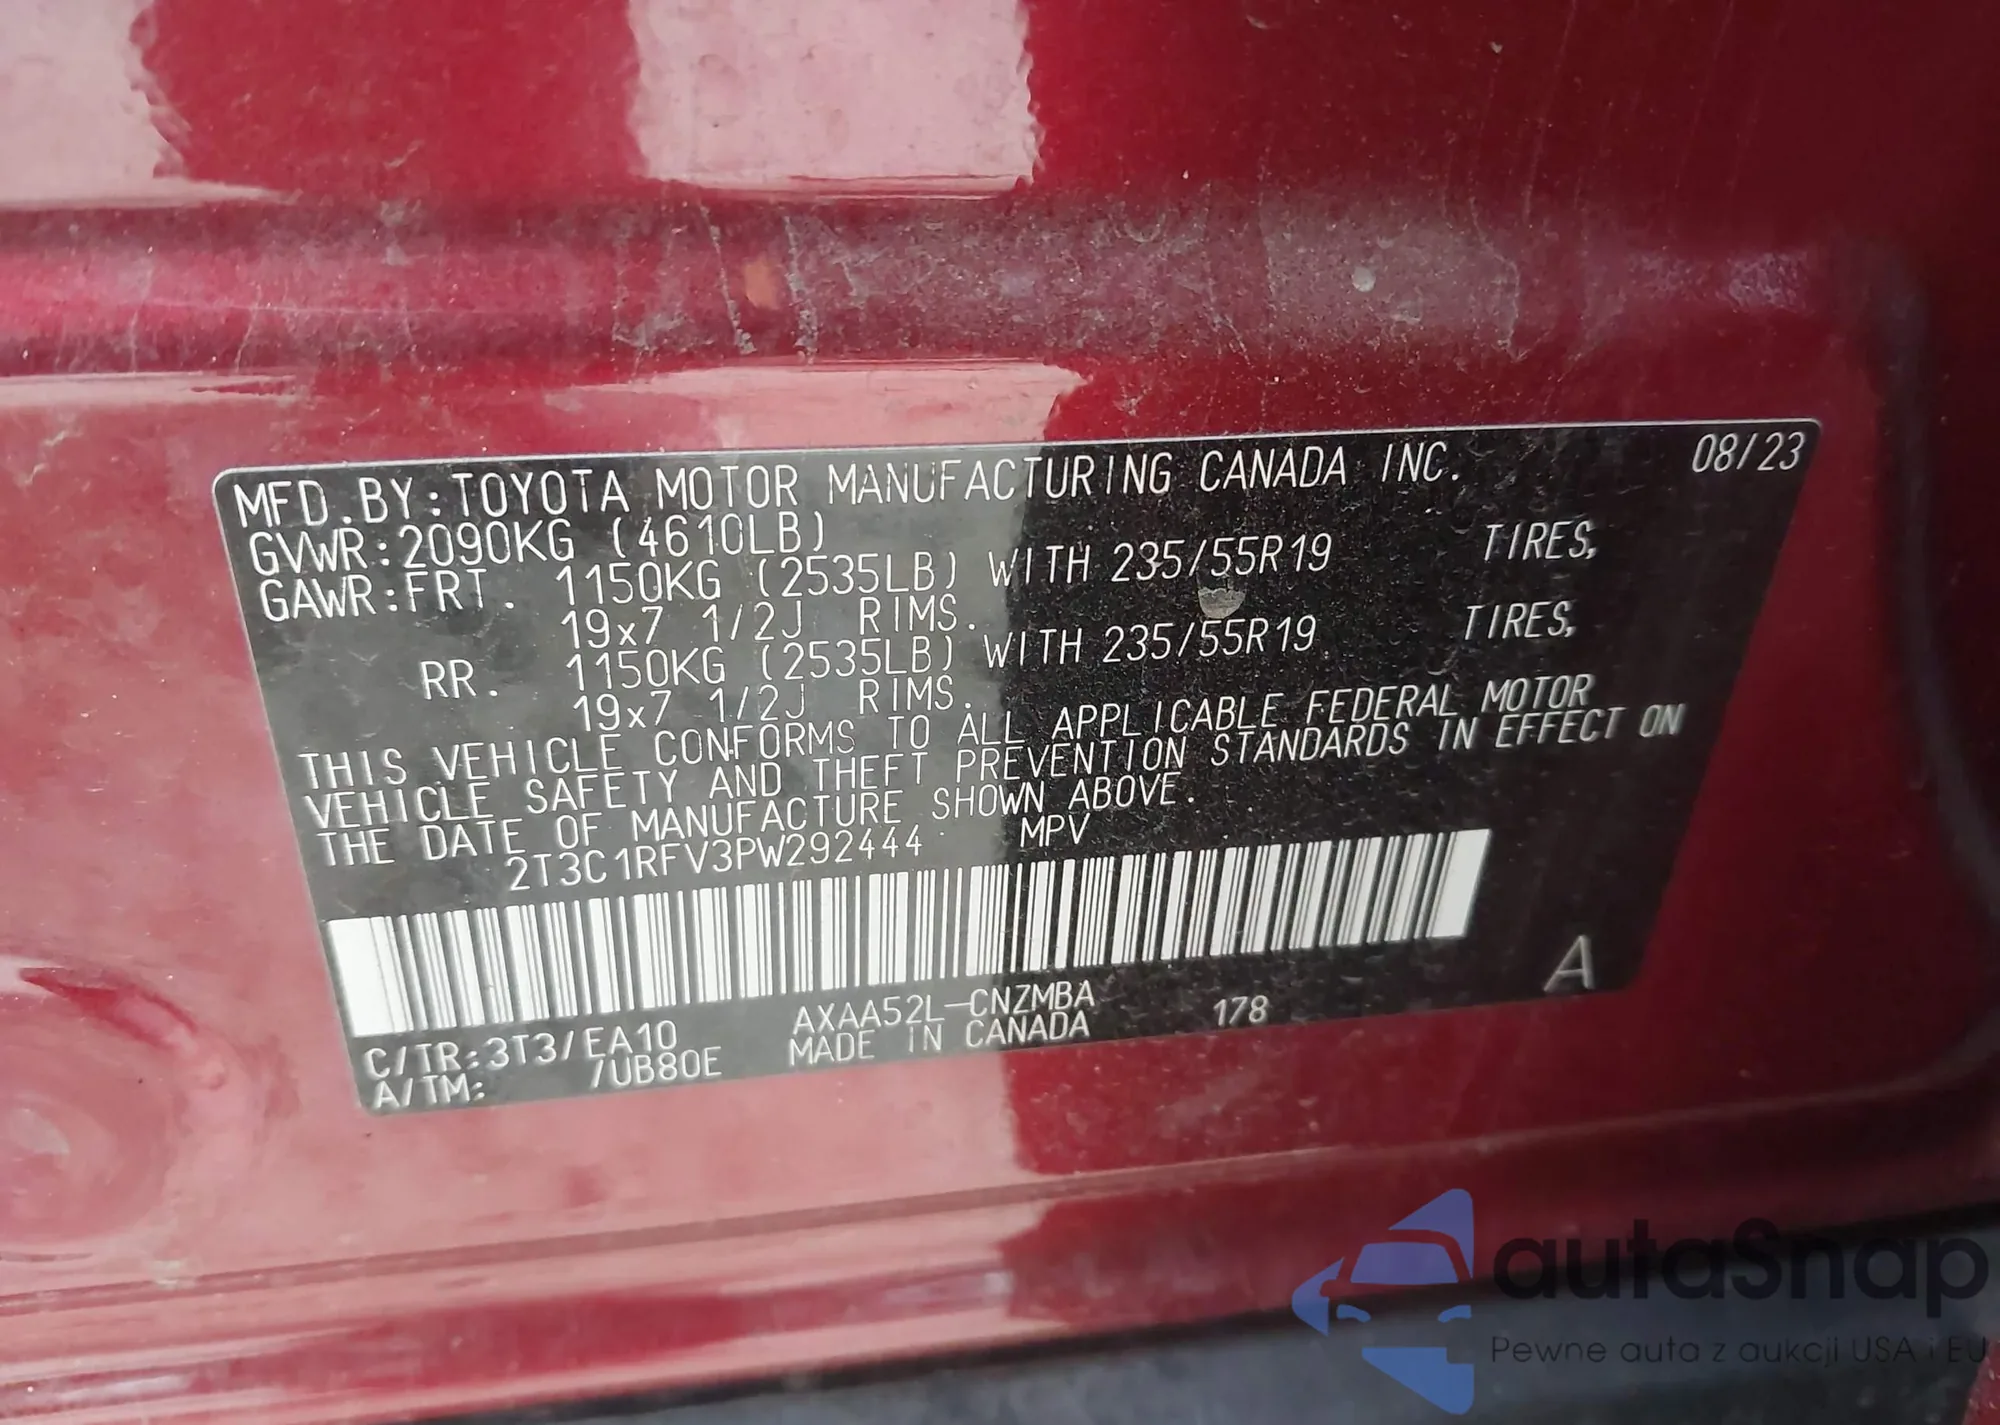 MFD.BY:TOYOTA MOTOR MANUFACTURING CANADA INC. 08/23
GVWR:2090KG (4610LB)
GAWR:FRT. 1150KG (2535LB) WITH 235/55R19 TIRES,
19x7 1/2J RIMS.
RR. 1150KG (2535LB) WITH 235/55R19 TIRES,
19x7 1/2J RIMS.
THIS VEHICLE CONFORMS TO ALL APPLICABLE FEDERAL MOTOR
VEHICLE SAFETY AND THEFT PREVENTION STANDARDS IN EFFECT ON
THE DATE OF MANUFACTURE SHOWN ABOVE.
2T3C1RFV3PW292444 MPV
A
C/TR:3T3/EA10 AXAA52L-CNZMBA 178
A/TM: /UB80E MADE IN CANADA
autaSnap
Pewne auta z aukcji USA i EU